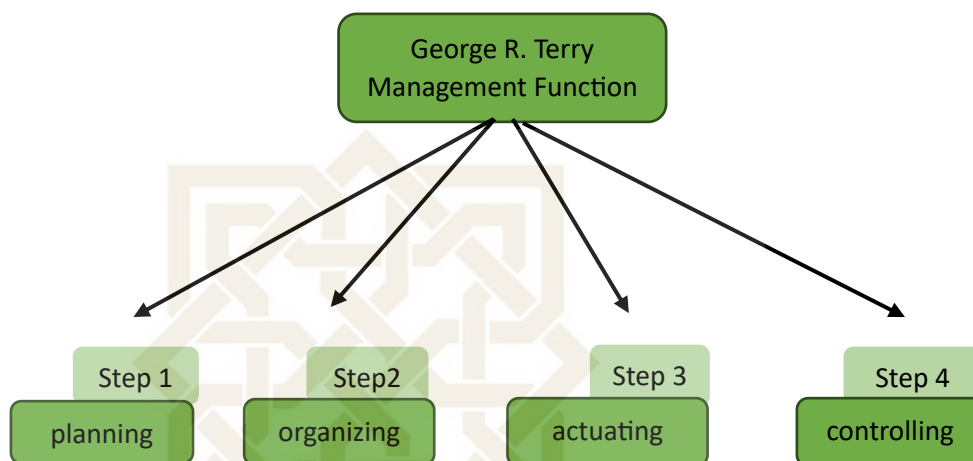 George R. Terry
Management Function
Step 1
planning
Step2
organizing
Step 3
actuating
Step 4
controlling